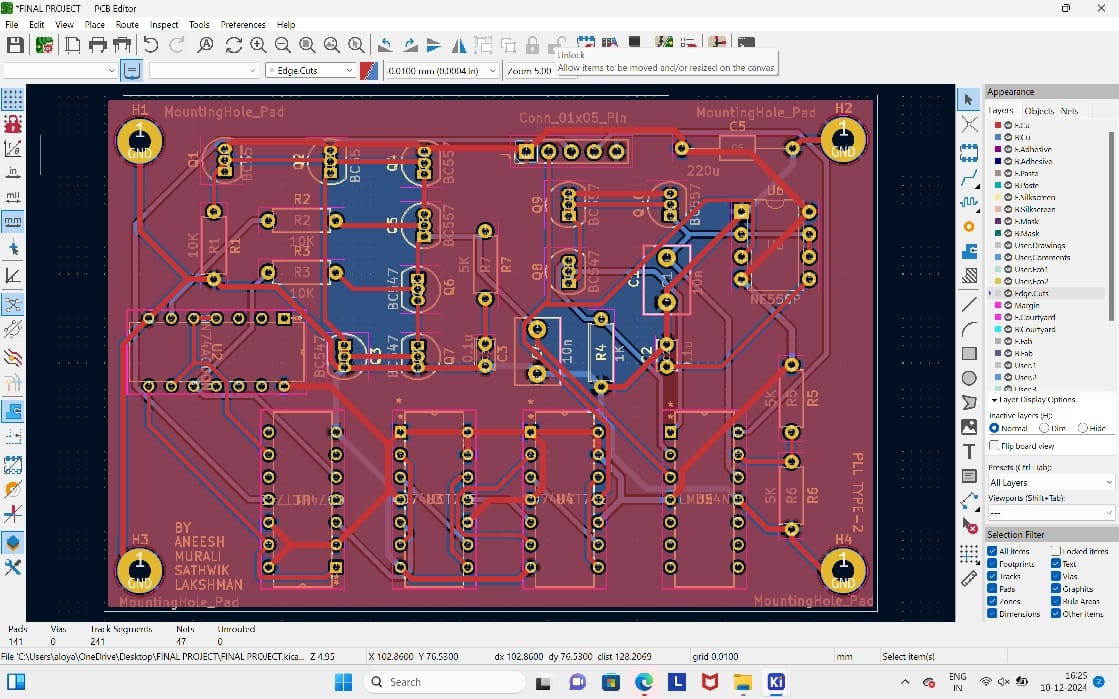 *FINAL PROJECT — PCB Editor
File Edit View Place Route Inspect Tools Preferences Help
Unlock
Allow items to be moved and/or resized on the canvas
Edge.Cuts
0.0100 mm (0.0004 in)
Zoom 5.00
in
mil
mm
H1
MountingHole_Pad
1
GND
Conn_01x05_Pin
MountingHole_Pad
H2
1
GND
C5
220u
Q1
Q2
BC557
Q5
BC557
Q9
BC547
BC557
U6
R2
R2
10K
R3
R3
10K
10K
R1
R1
5K
R7
R7
Q8
BC547
C1
NE555P
BC547
Q6
BC547
Q3
Q7
0.1u
C3
10n
R4
1K
C2
0.1u
U2
5K
R5
R5
U3
U4
5K
R6
R6
PLL TYPE-2
BY
ANEESH
MURALI
SATHWIK
LAKSHMAN
H3
1
GND
MountingHole_Pad
H4
1
GND
MountingHole_Pad
Appearance
Layers Objects Nets
F.Cu
B.Cu
F.Adhesive
B.Adhesive
F.Paste
B.Paste
F.Silkscreen
B.Silkscreen
F.Mask
B.Mask
User.Drawings
User.Comments
User.Eco1
User.Eco2
Edge.Cuts
Margin
F.Courtyard
B.Courtyard
F.Fab
B.Fab
User.1
User.2
User.3
Layer Display Options
Inactive layers (H):
Normal Dim Hide
Flip board view
Presets (Ctrl+Tab):
All Layers
Viewports (Shift+Tab):
---
Selection Filter
All items Locked items
Footprints Text
Tracks Vias
Pads Graphics
Zones Rule Areas
Dimensions Other items
Pads Vias Track Segments Nets Unrouted
141 0 241 47 0
File 'C:\Users\aloya\OneDrive\Desktop\FINAL PROJECT\FINAL PROJECT.kica... Z 4.95 X 102.8600 Y 76.5300 dx 102.8600 dy 76.5300 dist 128.2069 grid 0.0100 mm Select item(s)
Search
ENG
IN
16:25
10-12-2024
2